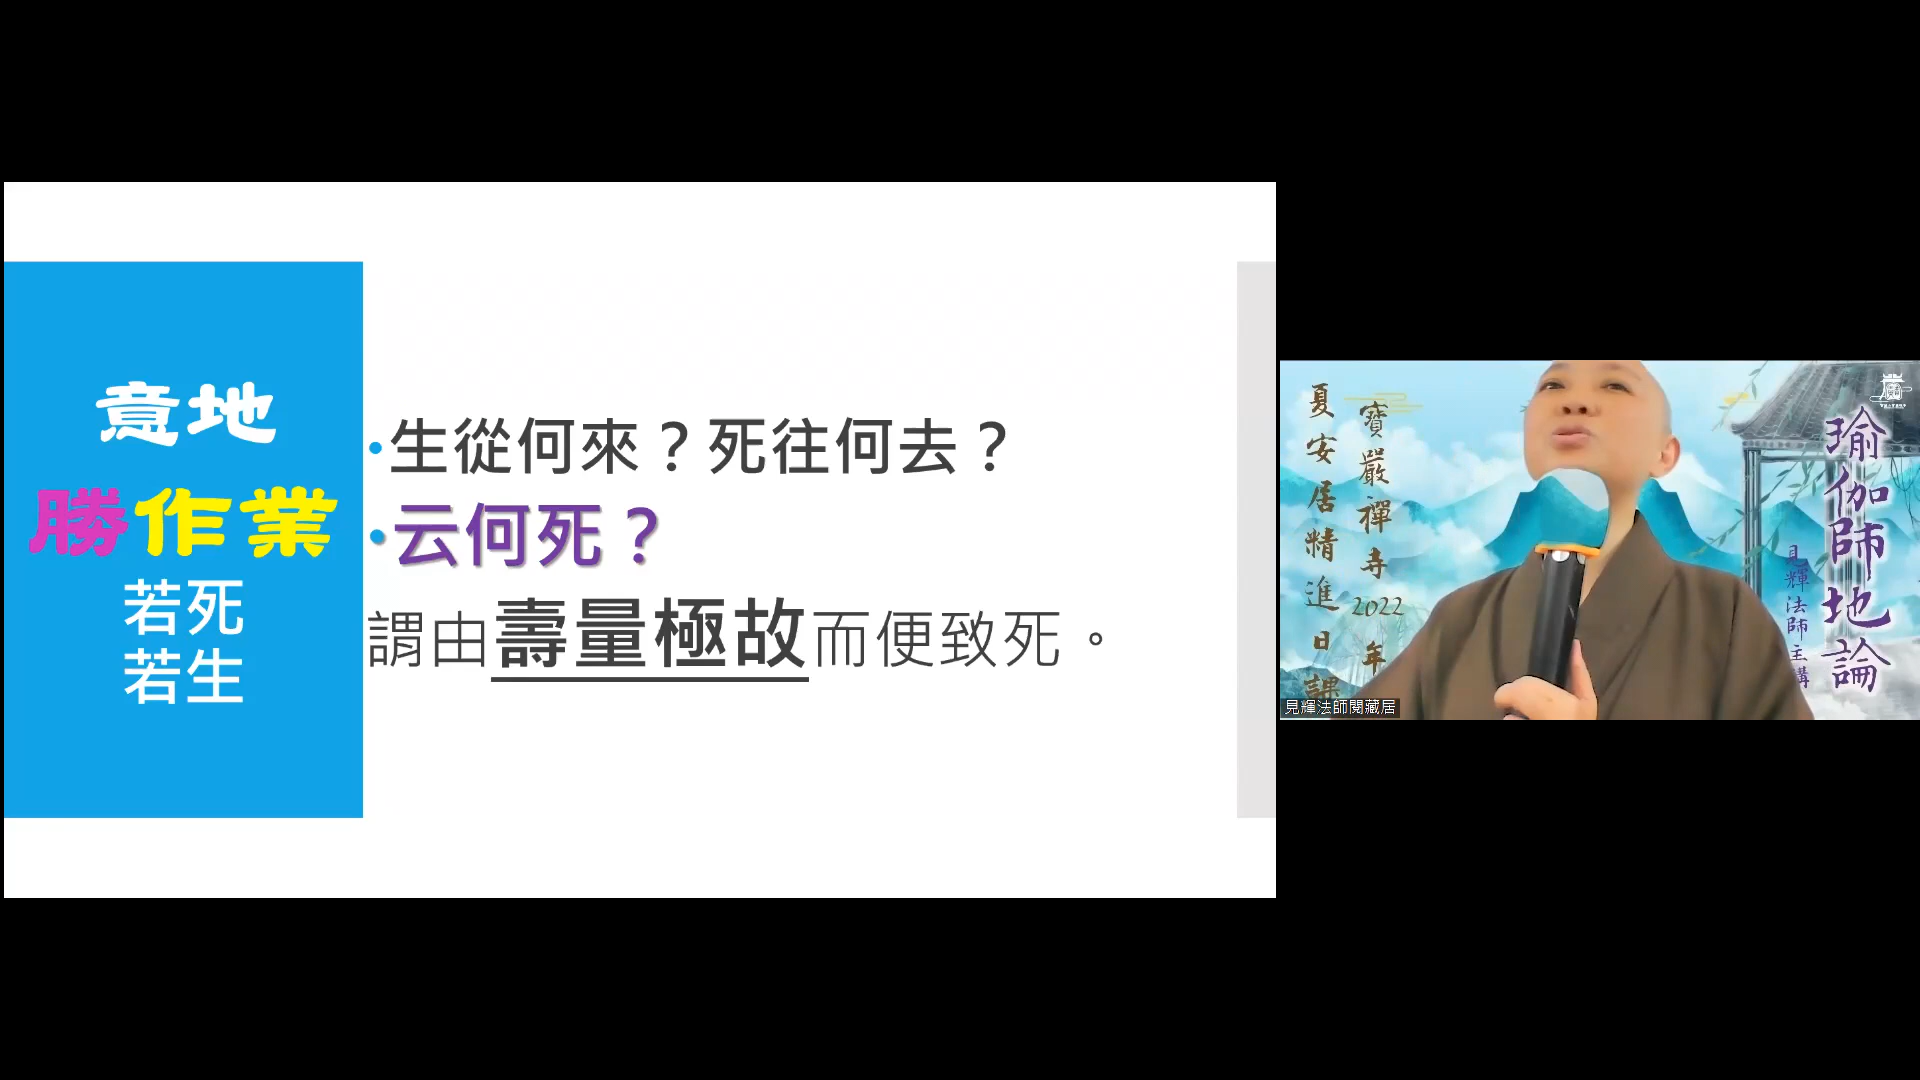 意地
勝作業
若死
若生
•生從何來？死往何去？
•云何死？
謂由壽量極故而便致死。
夏安居精進日課
寶嚴禪寺2022年
瑜伽師地論
見輝法師主講
見輝法師閱藏居